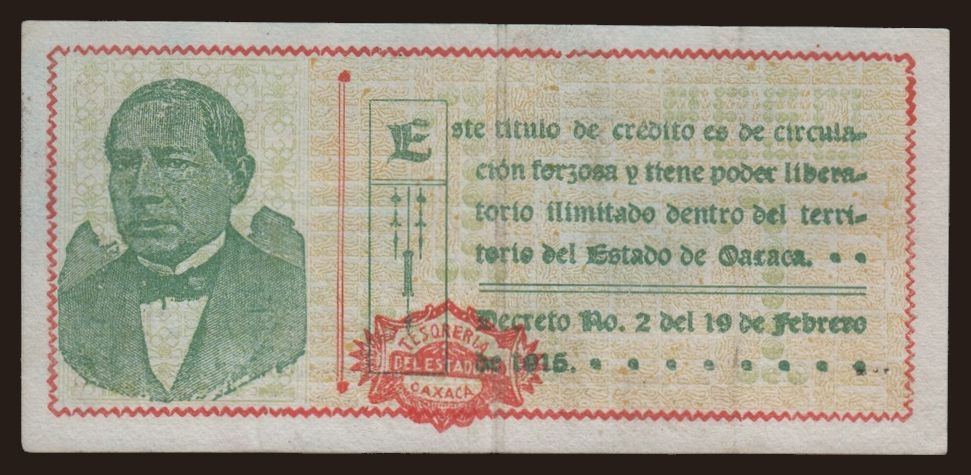 Este titulo de crédito es de circula-
ción forzosa y tiene poder libera-
torio ilimitado dentro del terri-
torio del Estado de Oaxaca.
Decreto No. 2 del 19 de Febrero
de 1915.
TESORERIA
DEL ESTADO
OAXACA